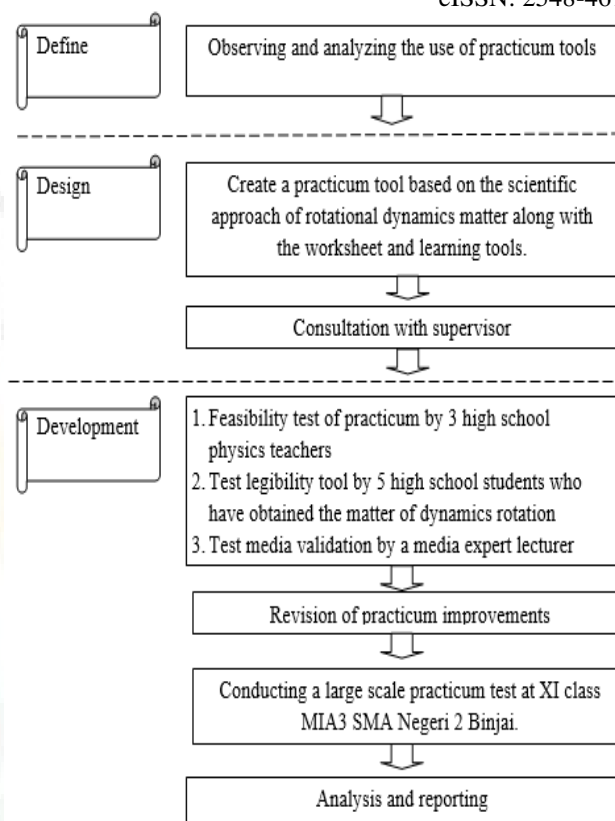 Define
Observing and analyzing the use of practicum tools
Design
Create a practicum tool based on the scientific
approach of rotational dynamics matter along with
the worksheet and learning tools.
Consultation with supervisor
Development
1. Feasibility test of practicum by 3 high school
physics teachers
2. Test legibility tool by 5 high school students who
have obtained the matter of dynamics rotation
3. Test media validation by a media expert lecturer
Revision of practicum improvements
Conducting a large scale practicum test at XI class
MIA3 SMA Negeri 2 Binjai.
Analysis and reporting